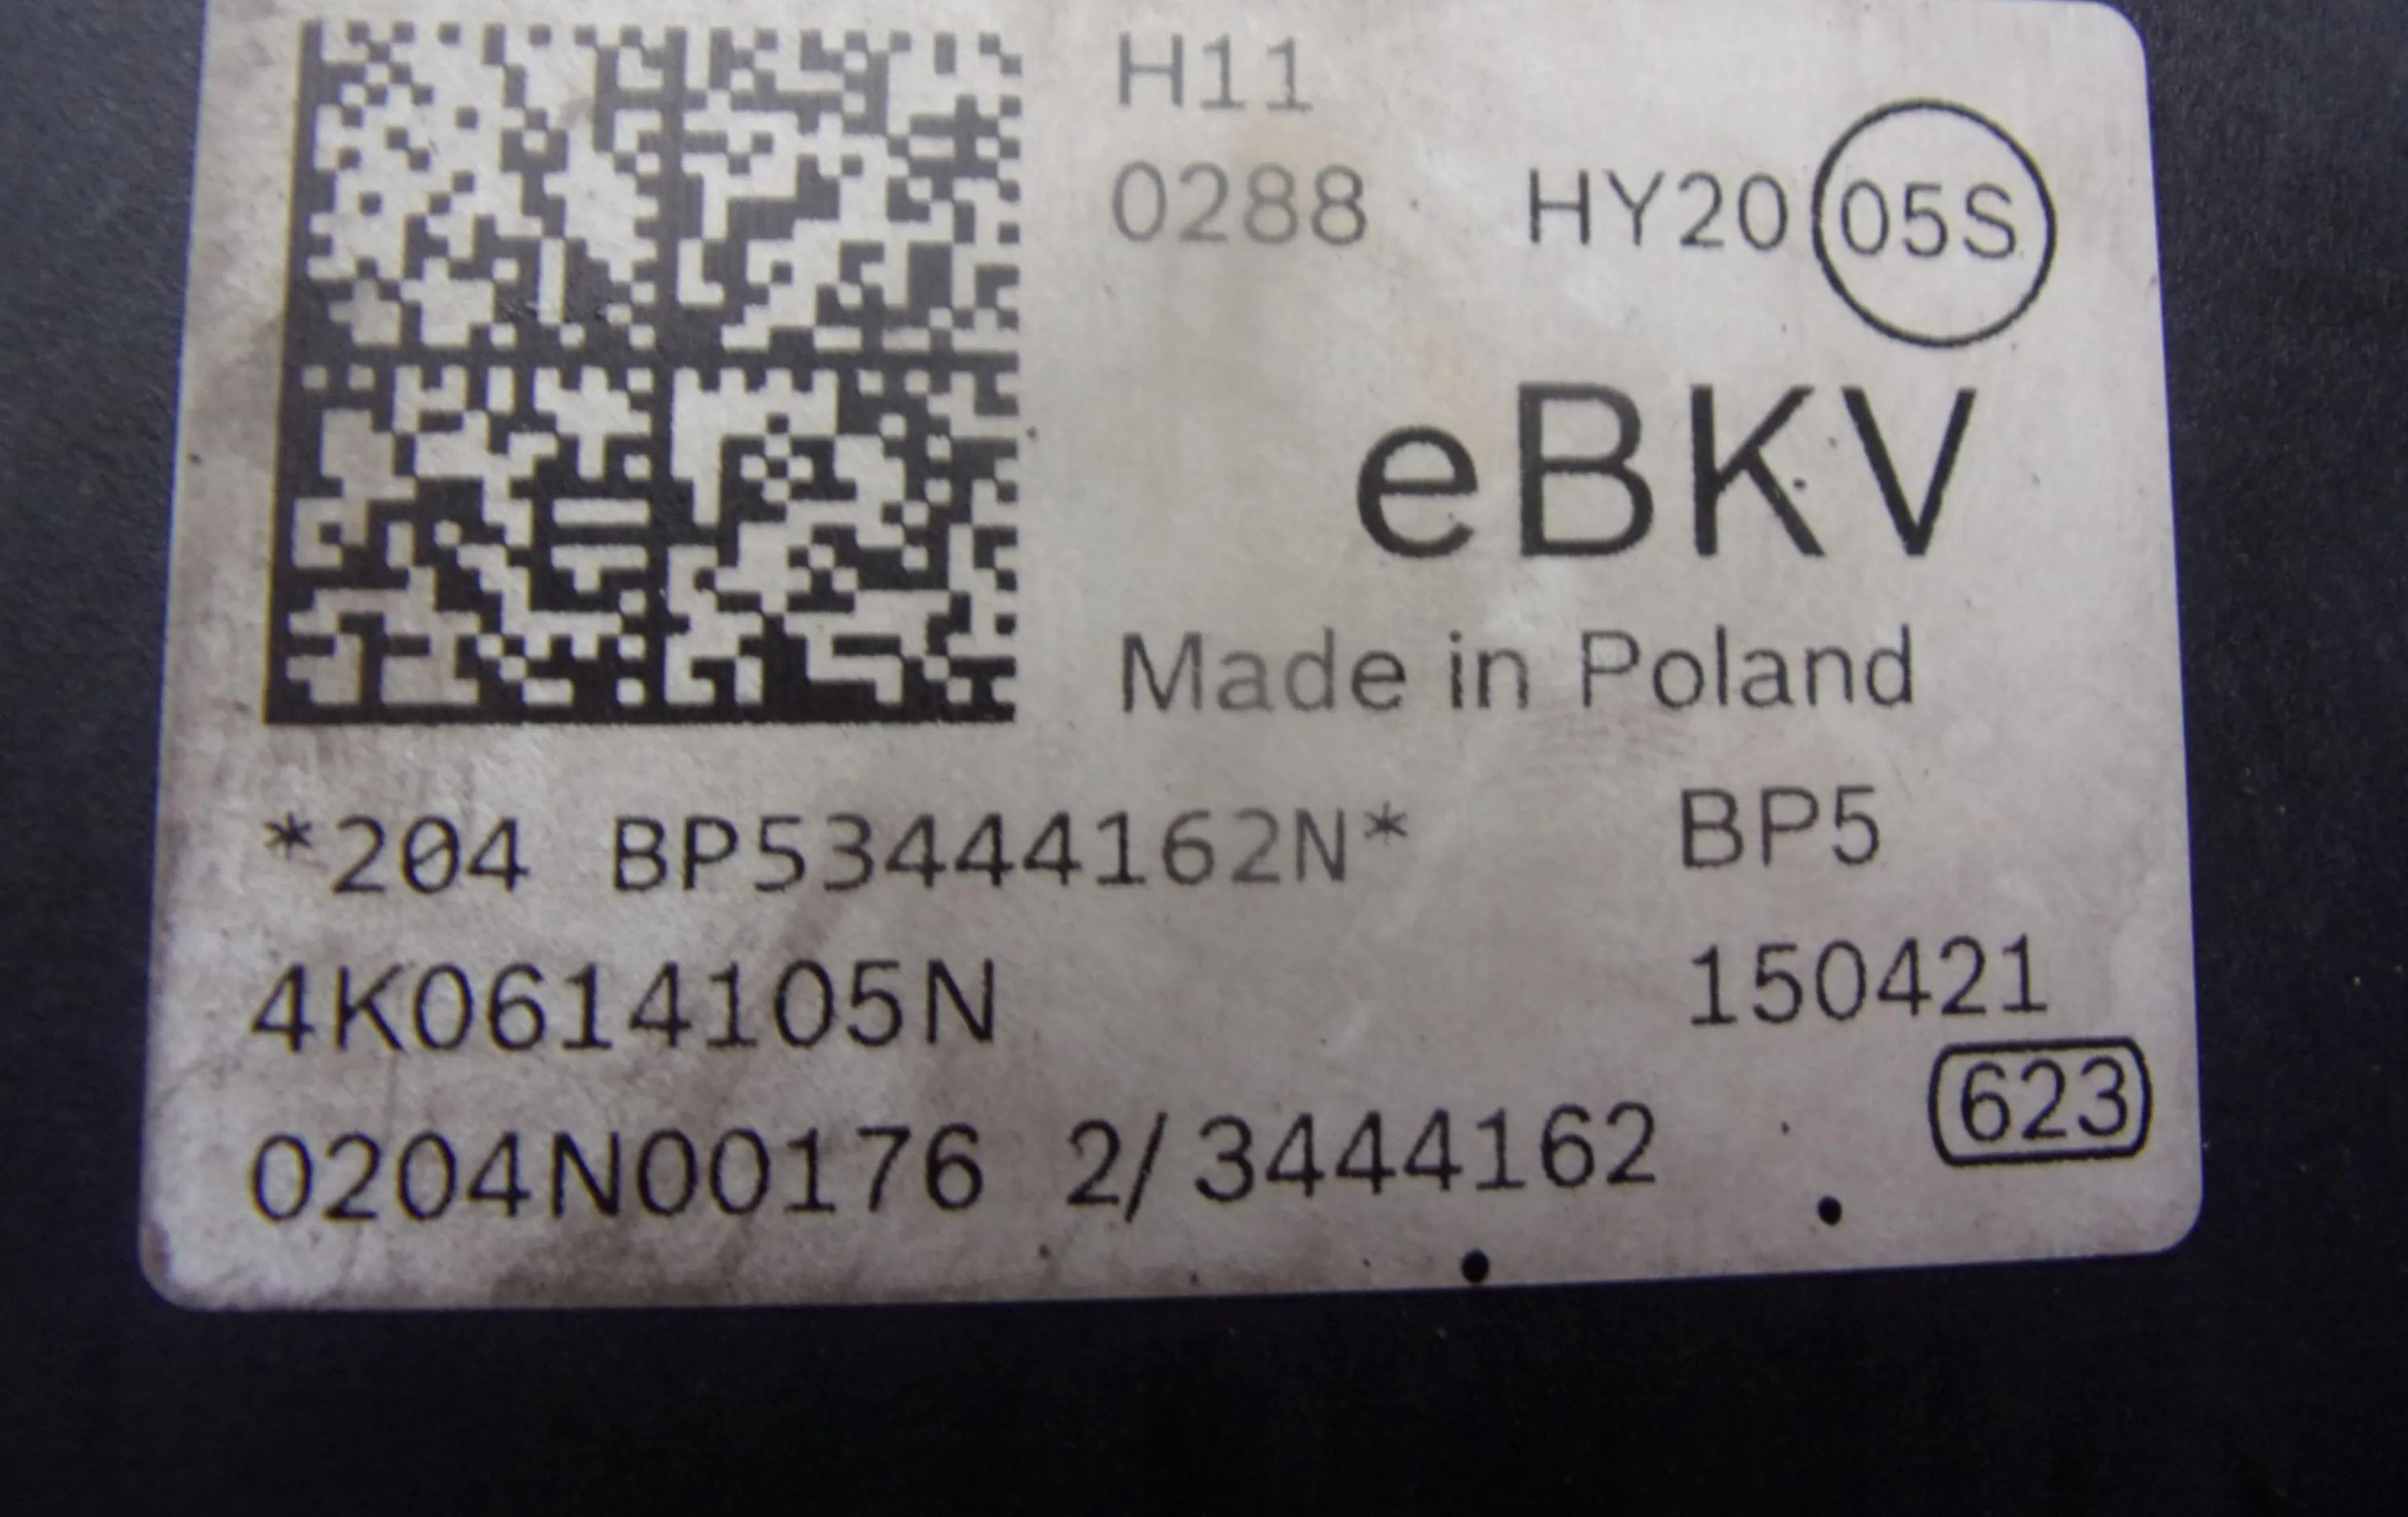 H11
0288 HY20 05S
eBKV
Made in Poland
*204 BP53444162N* BP5
4K0614105N 150421
0204N00176 2/3444162 623